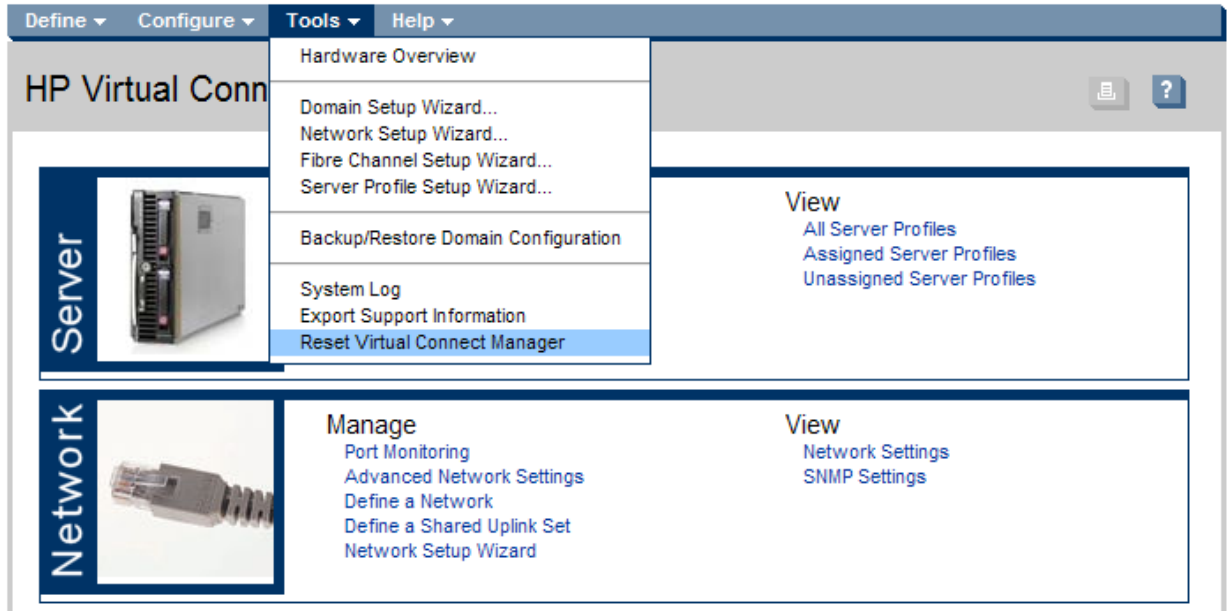 Define Configure Tools Help
Hardware Overview
HP Virtual Conn
?
Domain Setup Wizard...
Network Setup Wizard...
Fibre Channel Setup Wizard...
Server Profile Setup Wizard...
Backup/Restore Domain Configuration
System Log
Export Support Information
Reset Virtual Connect Manager
Server
View
All Server Profiles
Assigned Server Profiles
Unassigned Server Profiles
Network
Manage
Port Monitoring
Advanced Network Settings
Define a Network
Define a Shared Uplink Set
Network Setup Wizard
View
Network Settings
SNMP Settings